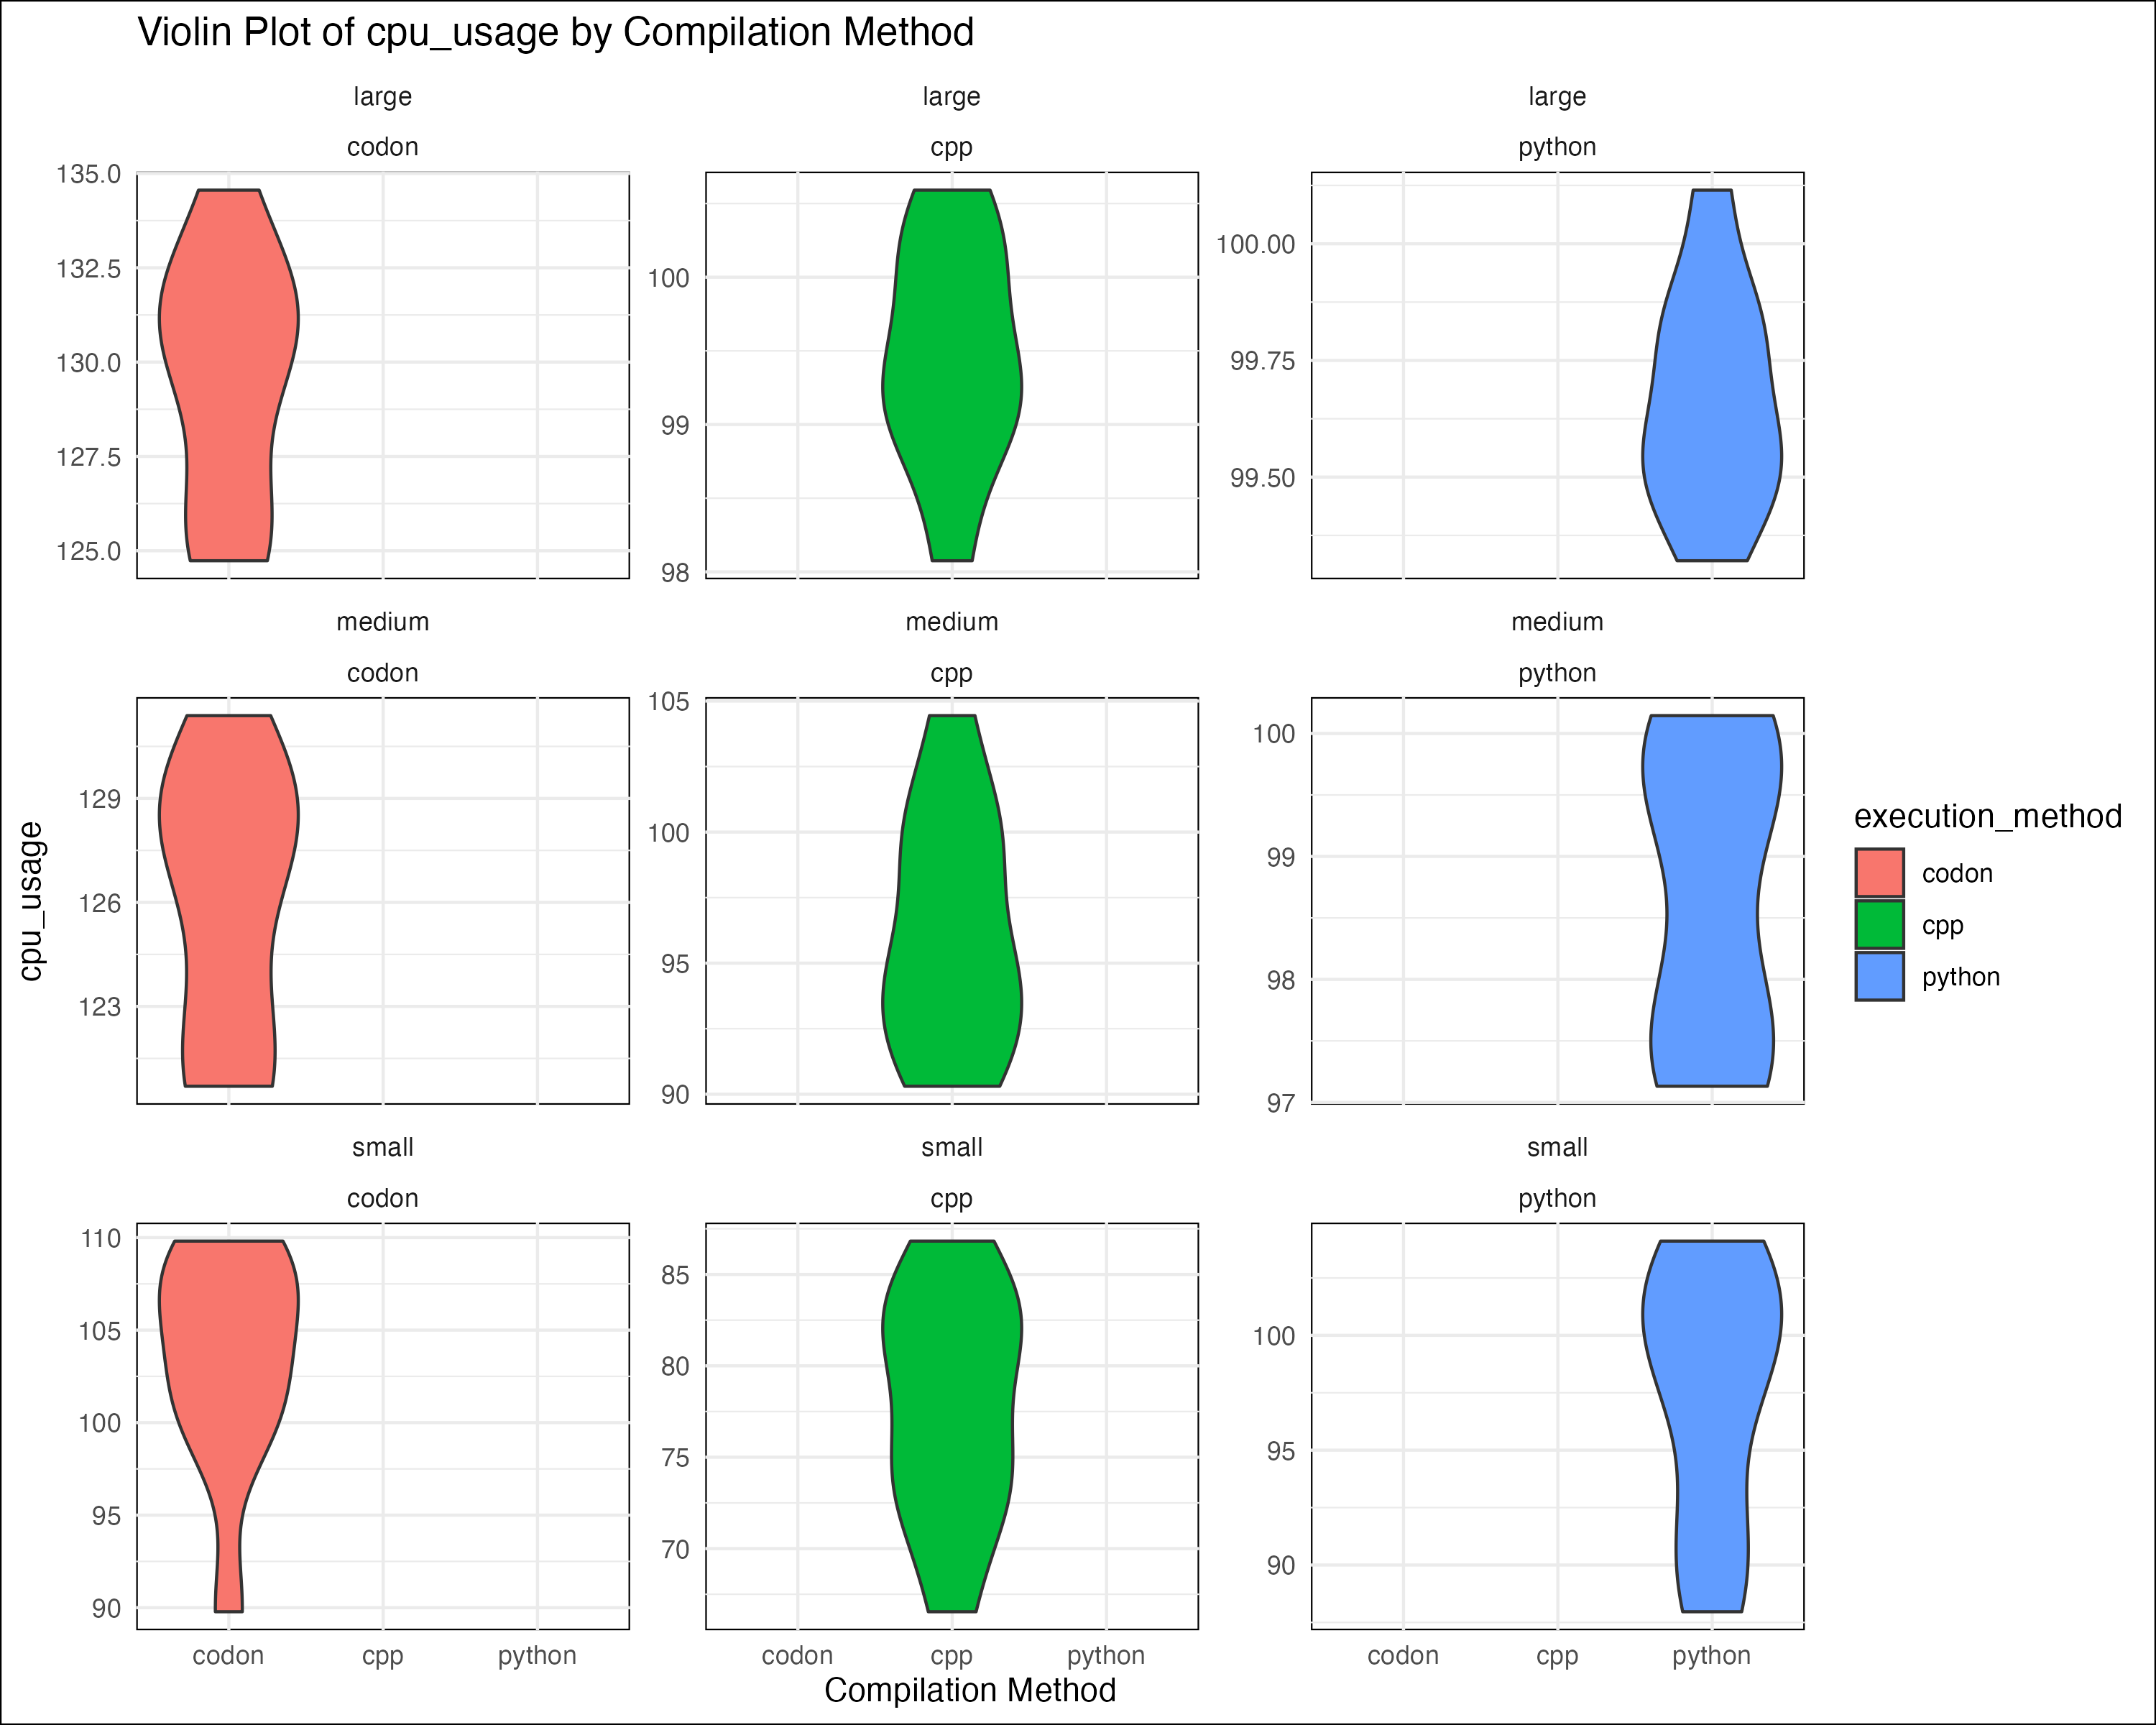 Violin Plot of cpu_usage by Compilation Method
large
codon
large
cpp
large
python
135.0
132.5
130.0
127.5
125.0
100
99
98
100.00
99.75
99.50
medium
codon
medium
cpp
medium
python
129
126
123
105
100
95
90
100
99
98
97
small
codon
small
cpp
small
python
110
105
100
95
90
85
80
75
70
100
95
90
codon cpp python
codon cpp python
codon cpp python
Compilation Method
cpu_usage
execution_method
codon
cpp
python